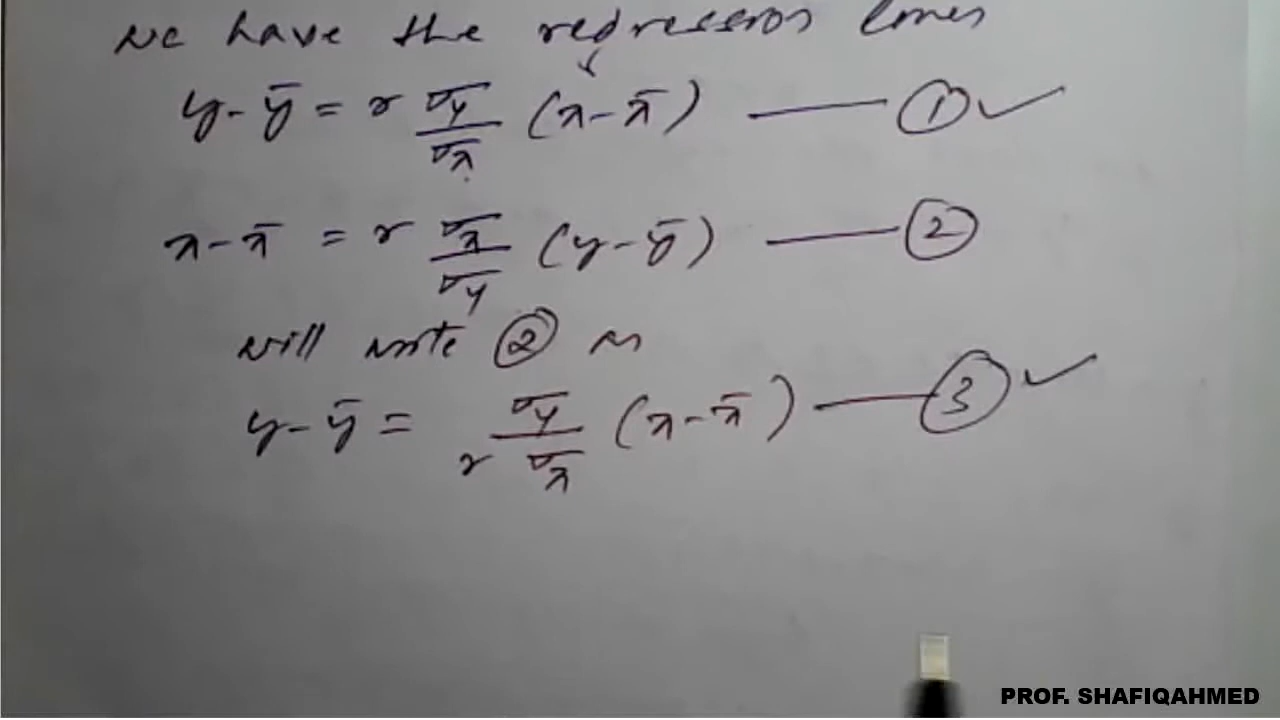 we have the regression lines
y - ȳ = r σy/σx (x - x̄) —— ① ✓
x - x̄ = r σx/σy (y - ȳ) —— ②
will write ② as
y - ȳ = σy/(r σx) (x - x̄) —— ③ ✓
PROF. SHAFIQAHMED